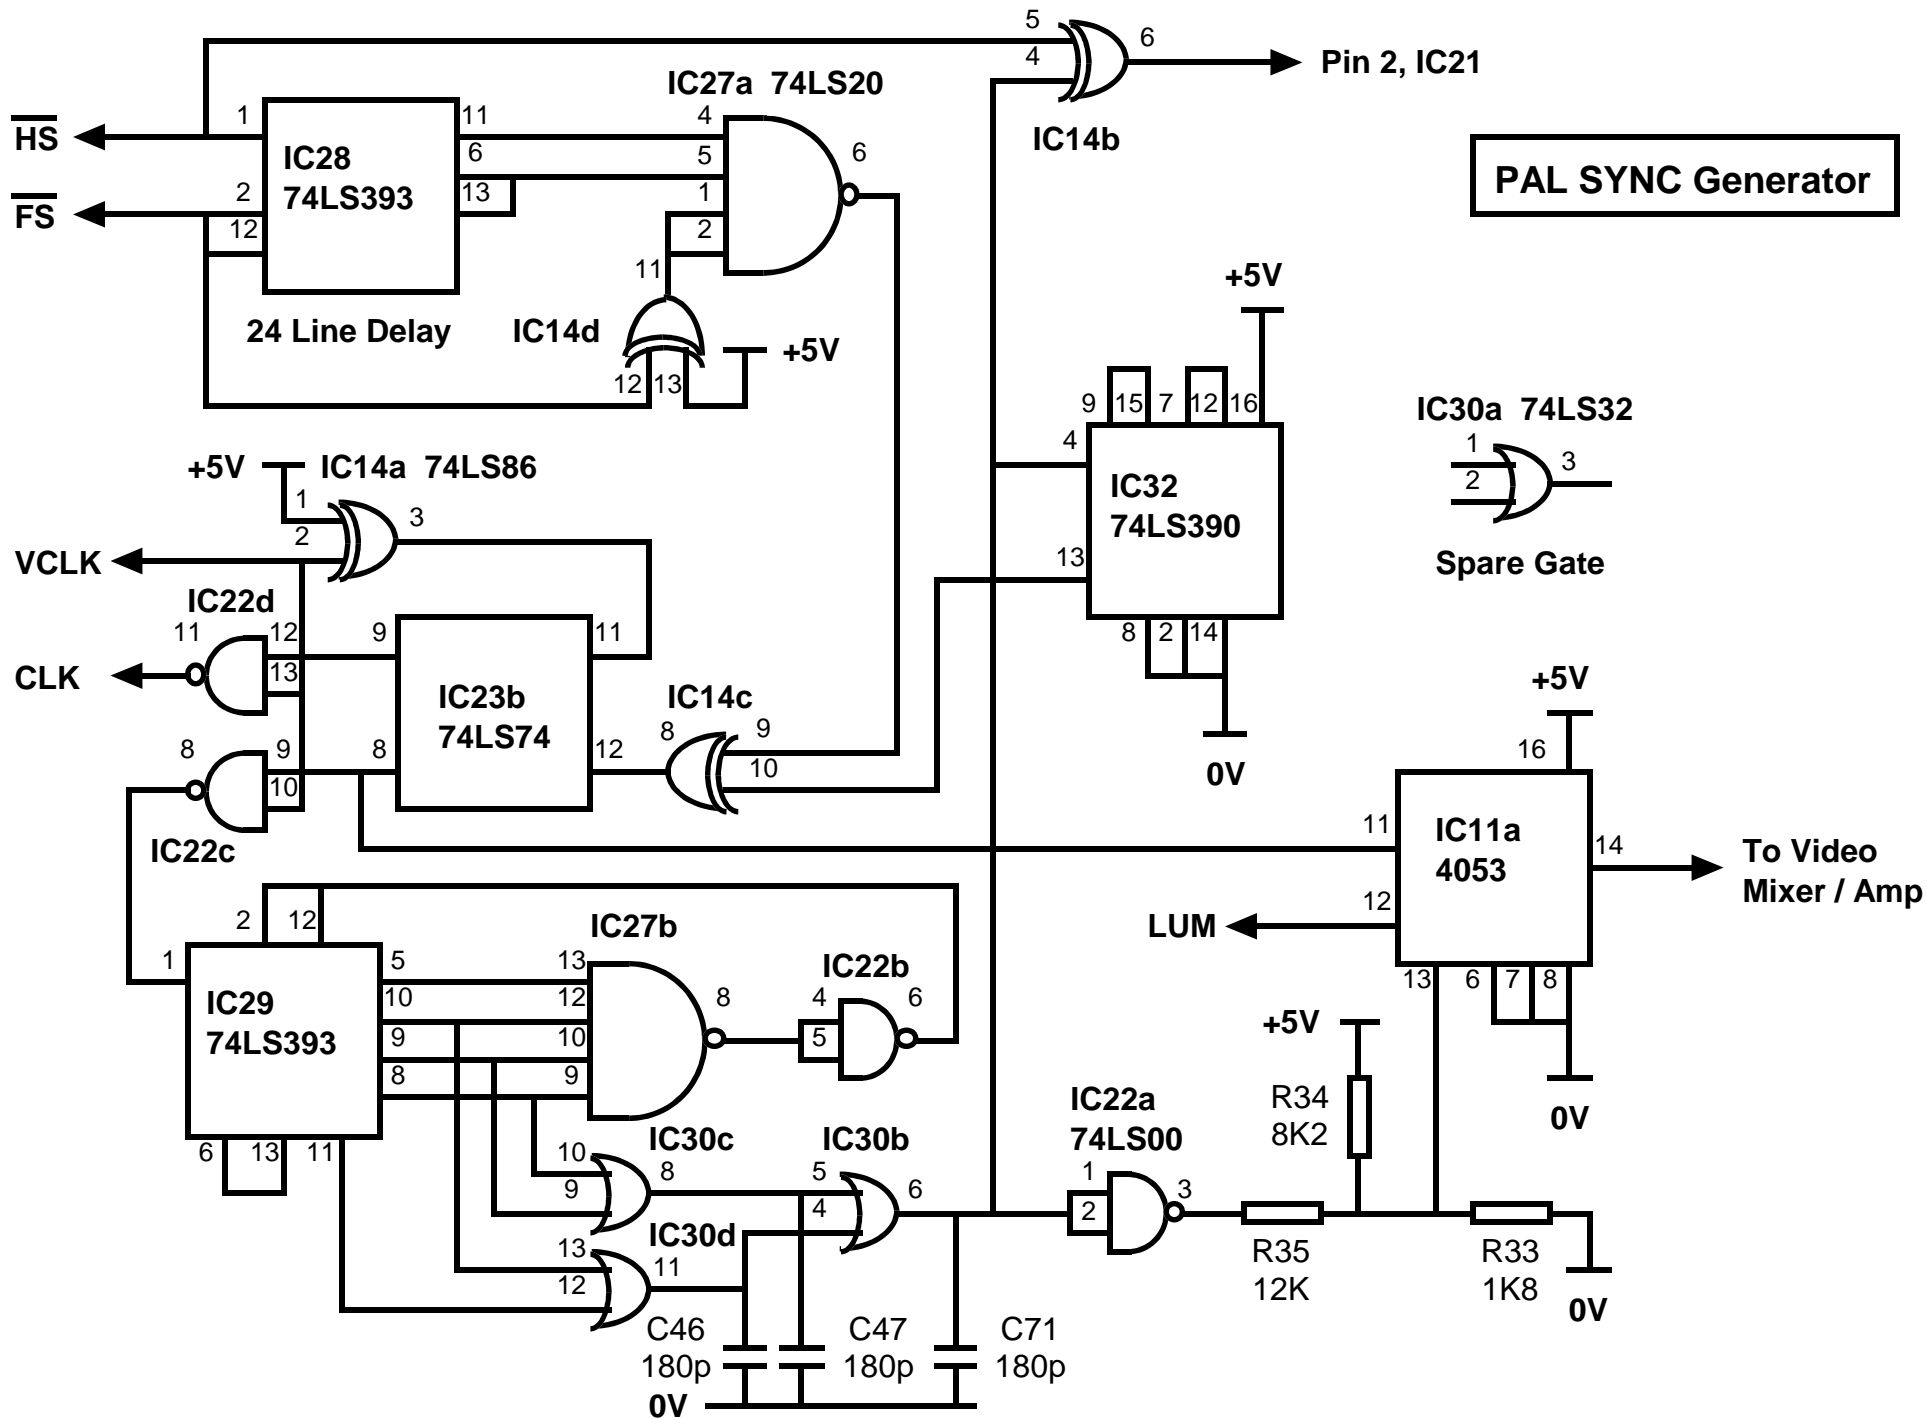 5
4
6
Pin 2, IC21
IC14b
IC27a 74LS20
HS
1
IC28
74LS393
11
6
13
4
5
1
2
6
FS
2
12
PAL SYNC Generator
24 Line Delay
IC14d
11
12
13
+5V
+5V
9
15
7
12
16
4
IC32
74LS390
13
8
2
14
0V
IC30a 74LS32
1
2
3
Spare Gate
+5V
IC14a 74LS86
1
2
3
VCLK
IC22d
11
12
13
9
11
CLK
IC23b
74LS74
IC14c
8
9
10
12
8
9
10
8
IC22c
+5V
16
11
IC11a
4053
14
To Video
Mixer / Amp
12
LUM
13
6
7
8
0V
2
12
1
IC29
74LS393
5
10
9
8
6
13
11
IC27b
13
12
10
9
8
IC22b
4
5
6
IC30c
10
9
8
IC30b
5
4
6
IC30d
13
12
11
IC22a
74LS00
1
2
3
+5V
R34
8K2
R35
12K
R33
1K8
0V
C46
180p
C47
180p
C71
180p
0V